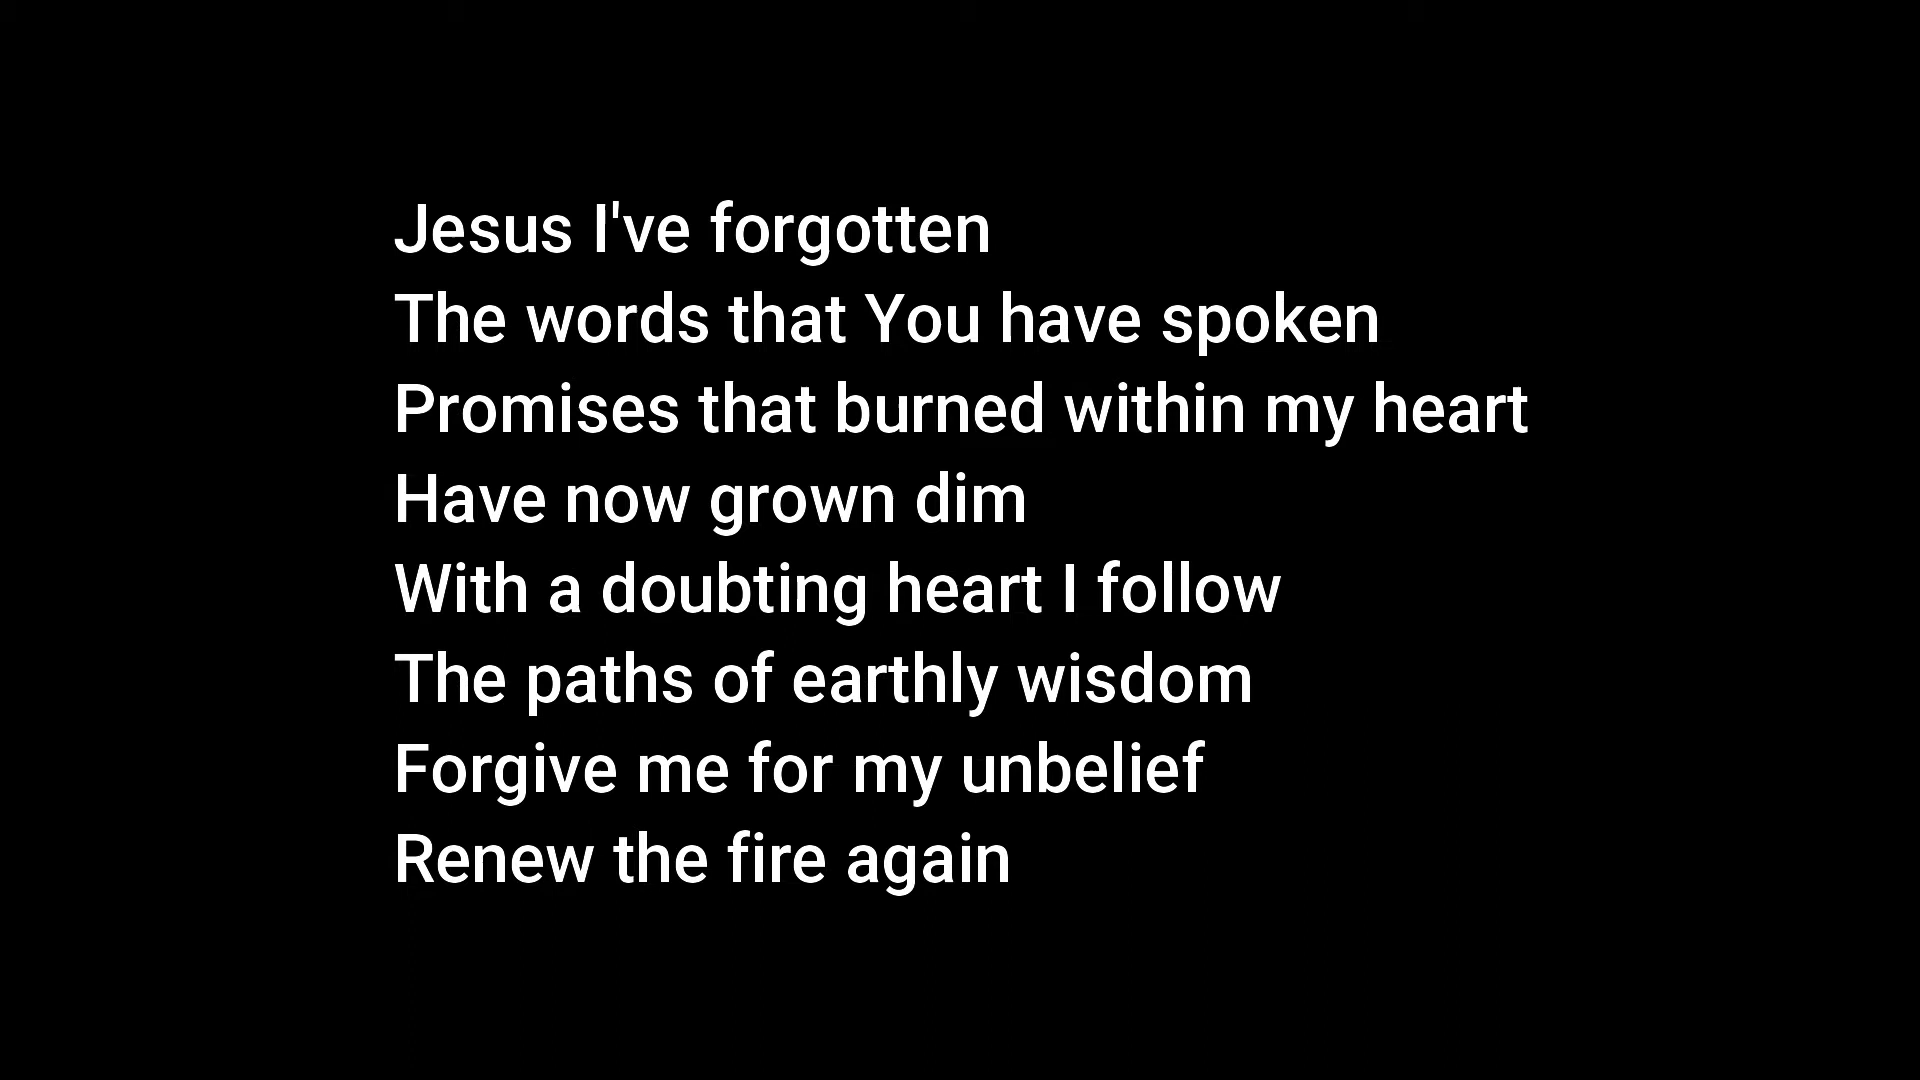 Jesus I've forgotten
The words that You have spoken
Promises that burned within my heart
Have now grown dim
With a doubting heart I follow
The paths of earthly wisdom
Forgive me for my unbelief
Renew the fire again